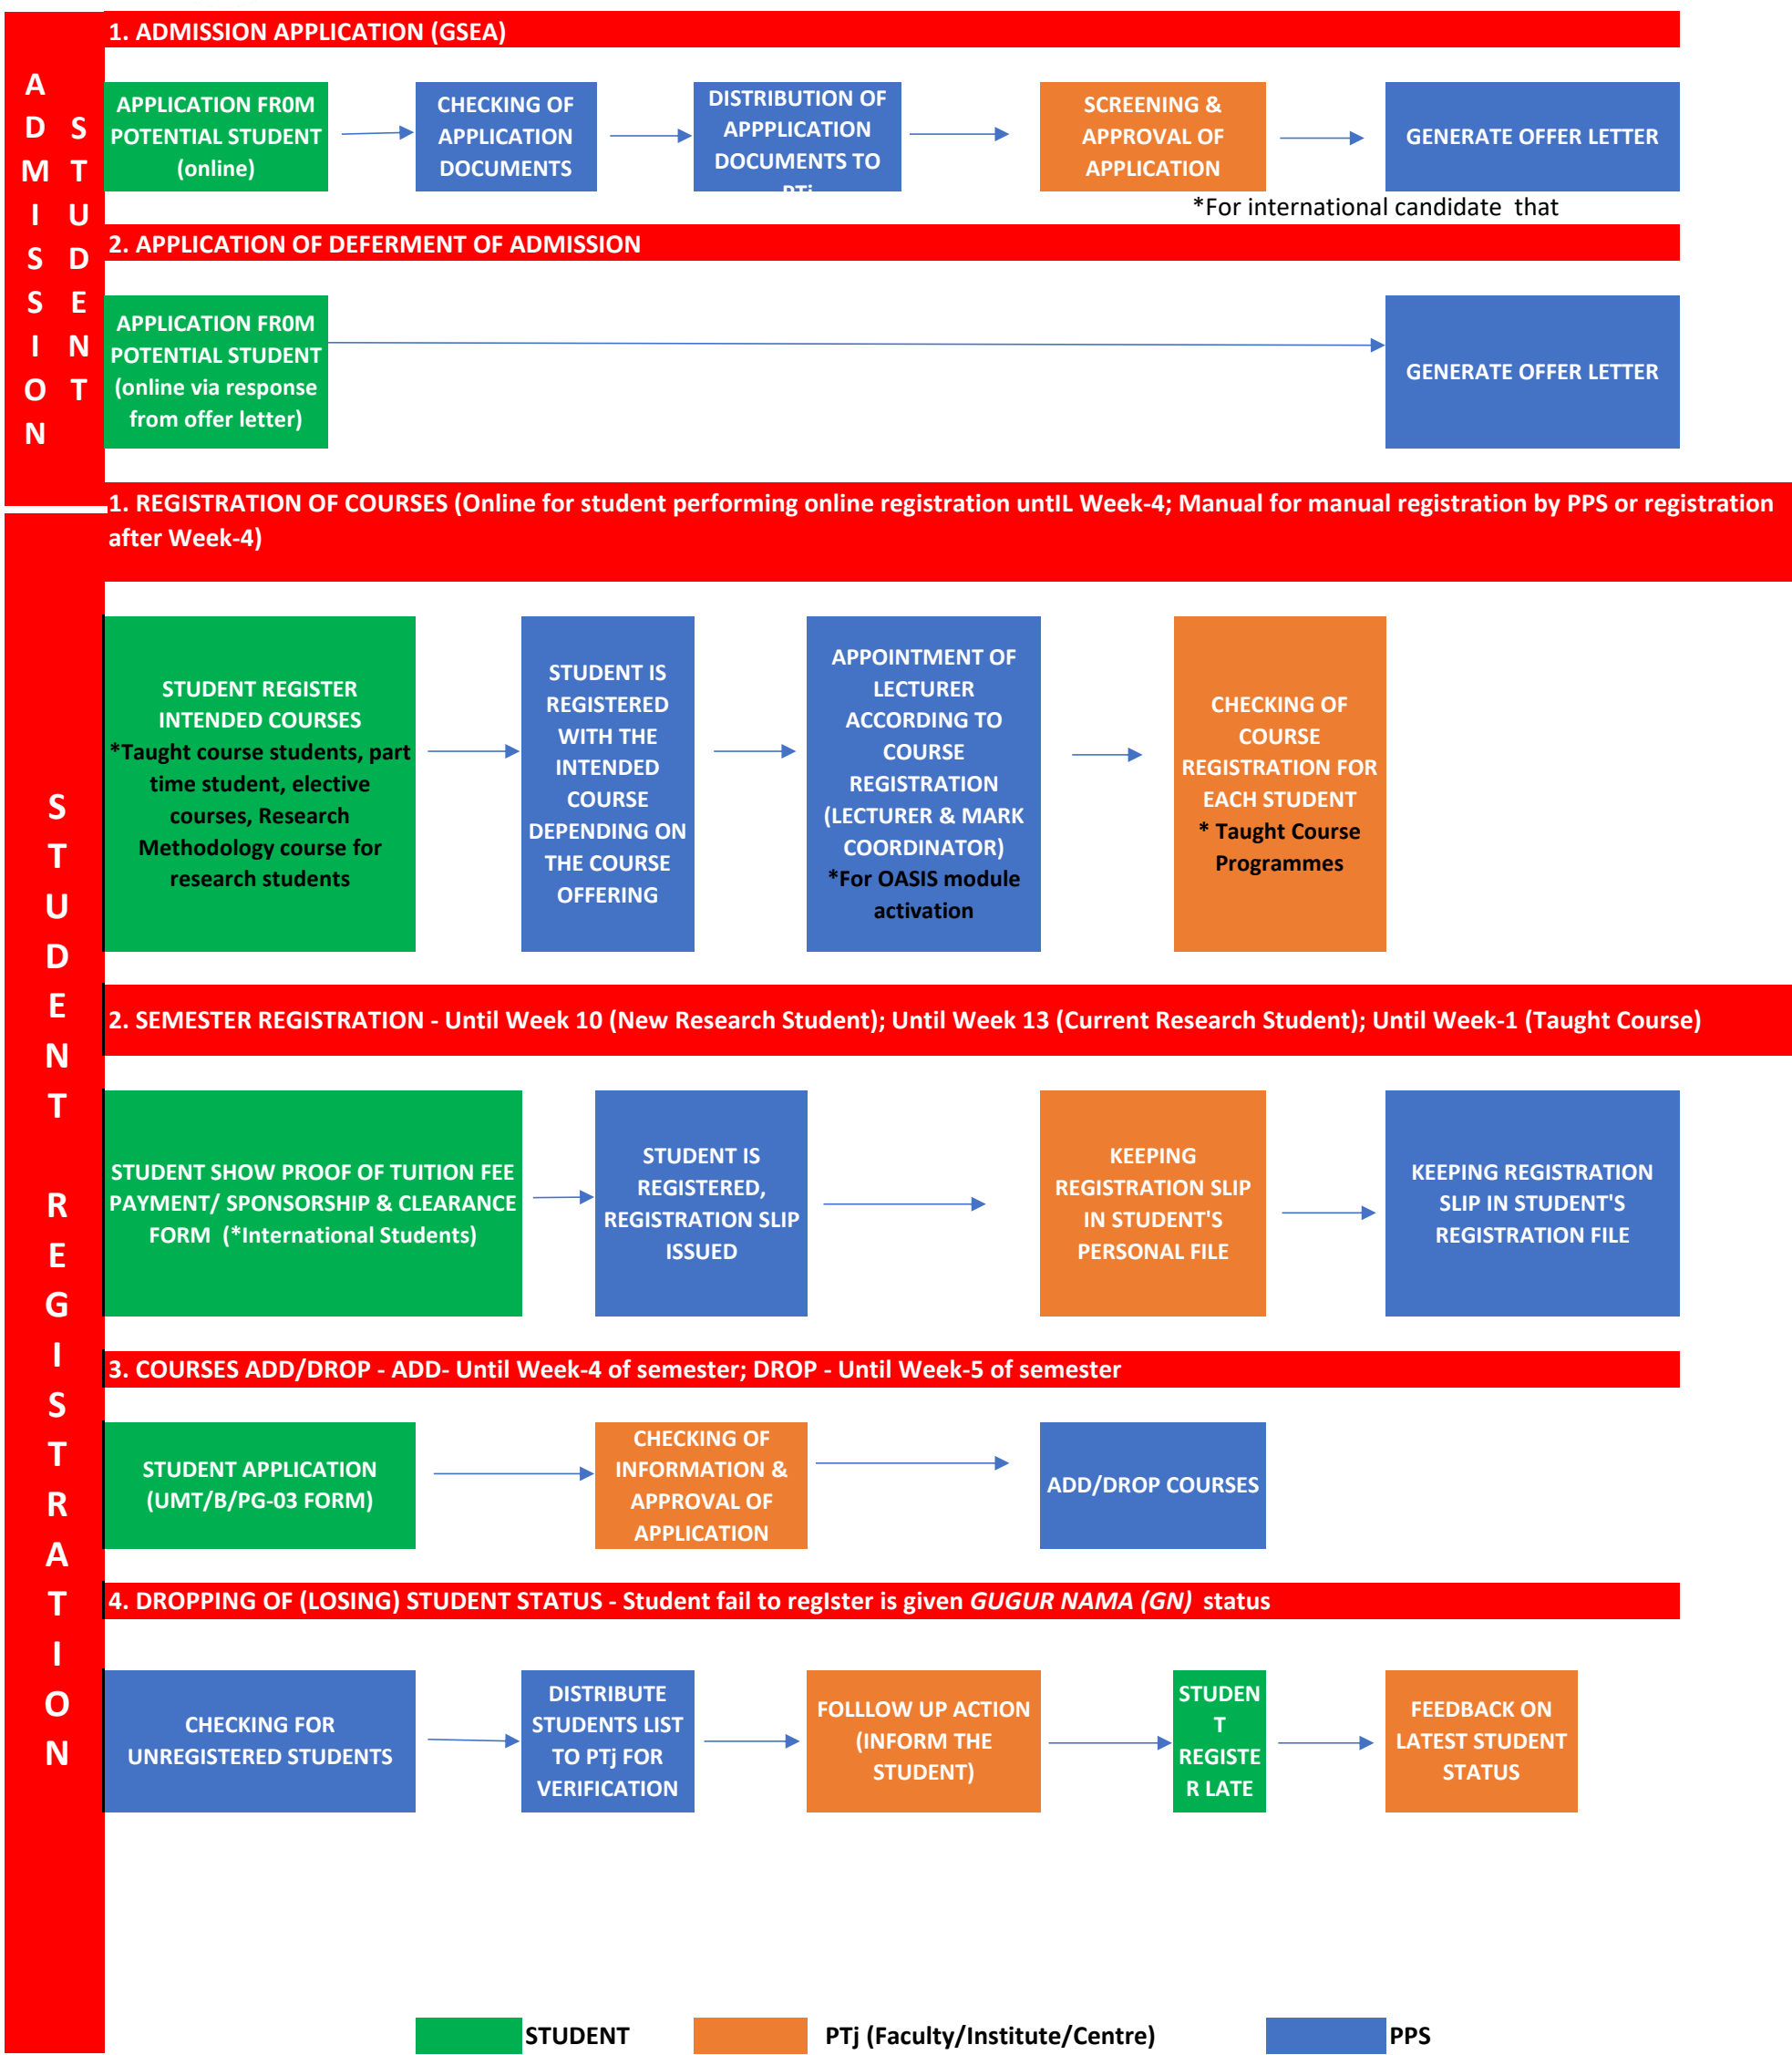 ADMISSION
STUDENT
1. ADMISSION APPLICATION (GSEA)
APPLICATION FR0M
POTENTIAL STUDENT
(online)
CHECKING OF
APPLICATION
DOCUMENTS
DISTRIBUTION OF
APPPLICATION
DOCUMENTS TO
PTj
SCREENING &
APPROVAL OF
APPLICATION
GENERATE OFFER LETTER
*For international candidate  that
2. APPLICATION OF DEFERMENT OF ADMISSION
APPLICATION FR0M
POTENTIAL STUDENT
(online via response
from offer letter)
GENERATE OFFER LETTER
STUDENT REGISTRATION
1. REGISTRATION OF COURSES (Online for student performing online registration untIL Week-4; Manual for manual registration by PPS or registration
after Week-4)
STUDENT REGISTER
INTENDED COURSES
*Taught course students, part
time student, elective
courses, Research
Methodology course for
research students
STUDENT IS
REGISTERED
WITH THE
INTENDED
COURSE
DEPENDING ON
THE COURSE
OFFERING
APPOINTMENT OF
LECTURER
ACCORDING TO
COURSE
REGISTRATION
(LECTURER & MARK
COORDINATOR)
*For OASIS module
activation
CHECKING OF
COURSE
REGISTRATION FOR
EACH STUDENT
* Taught Course
Programmes
2. SEMESTER REGISTRATION - Until Week 10 (New Research Student); Until Week 13 (Current Research Student); Until Week-1 (Taught Course)
STUDENT SHOW PROOF OF TUITION FEE
PAYMENT/ SPONSORSHIP & CLEARANCE
FORM  (*International Students)
STUDENT IS
REGISTERED,
REGISTRATION SLIP
ISSUED
KEEPING
REGISTRATION SLIP
IN STUDENT'S
PERSONAL FILE
KEEPING REGISTRATION
SLIP IN STUDENT'S
REGISTRATION FILE
3. COURSES ADD/DROP - ADD- Until Week-4 of semester; DROP - Until Week-5 of semester
STUDENT APPLICATION
(UMT/B/PG-03 FORM)
CHECKING OF
INFORMATION &
APPROVAL OF
APPLICATION
ADD/DROP COURSES
4. DROPPING OF (LOSING) STUDENT STATUS - Student fail to regIster is given GUGUR NAMA (GN)  status
CHECKING FOR
UNREGISTERED STUDENTS
DISTRIBUTE
STUDENTS LIST
TO PTj FOR
VERIFICATION
FOLLLOW UP ACTION
(INFORM THE
STUDENT)
STUDEN
T
REGISTE
R LATE
FEEDBACK ON
LATEST STUDENT
STATUS
STUDENT
PTj (Faculty/Institute/Centre)
PPS